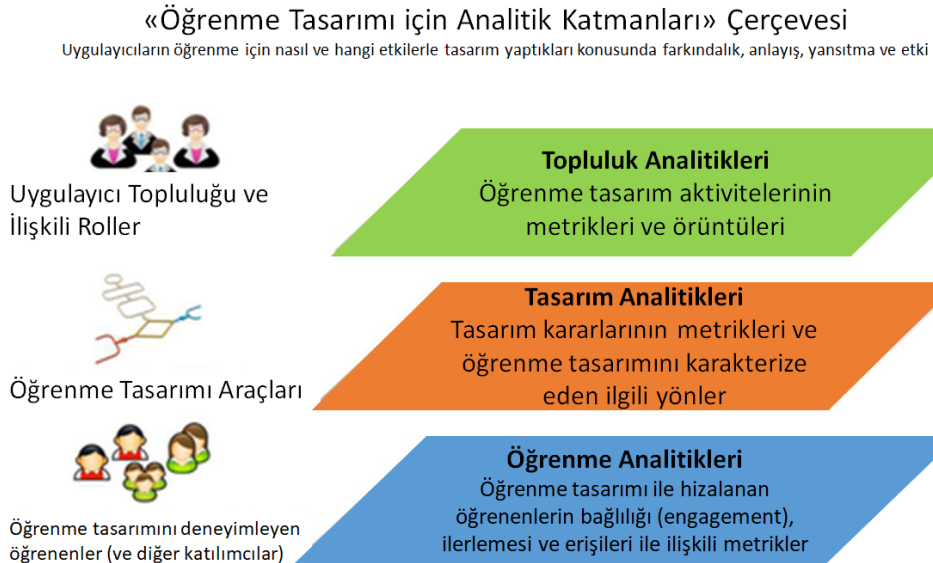 «Öğrenme Tasarımı için Analitik Katmanları» Çerçevesi
Uygulayıcıların öğrenme için nasıl ve hangi etkilerle tasarım yaptıkları konusunda farkındalık, anlayış, yansıtma ve etki
Uygulayıcı Topluluğu ve
İlişkili Roller
Topluluk Analitikleri
Öğrenme tasarım aktivitelerinin
metrikleri ve örüntüleri
Öğrenme Tasarımı Araçları
Tasarım Analitikleri
Tasarım kararlarının metrikleri ve
öğrenme tasarımını karakterize
eden ilgili yönler
Öğrenme tasarımını deneyimleyen
öğrenenler (ve diğer katılımcılar)
Öğrenme Analitikleri
Öğrenme tasarımı ile hizalanan
öğrenenlerin bağlılığı (engagement),
ilerlemesi ve erişileri ile ilişkili metrikler